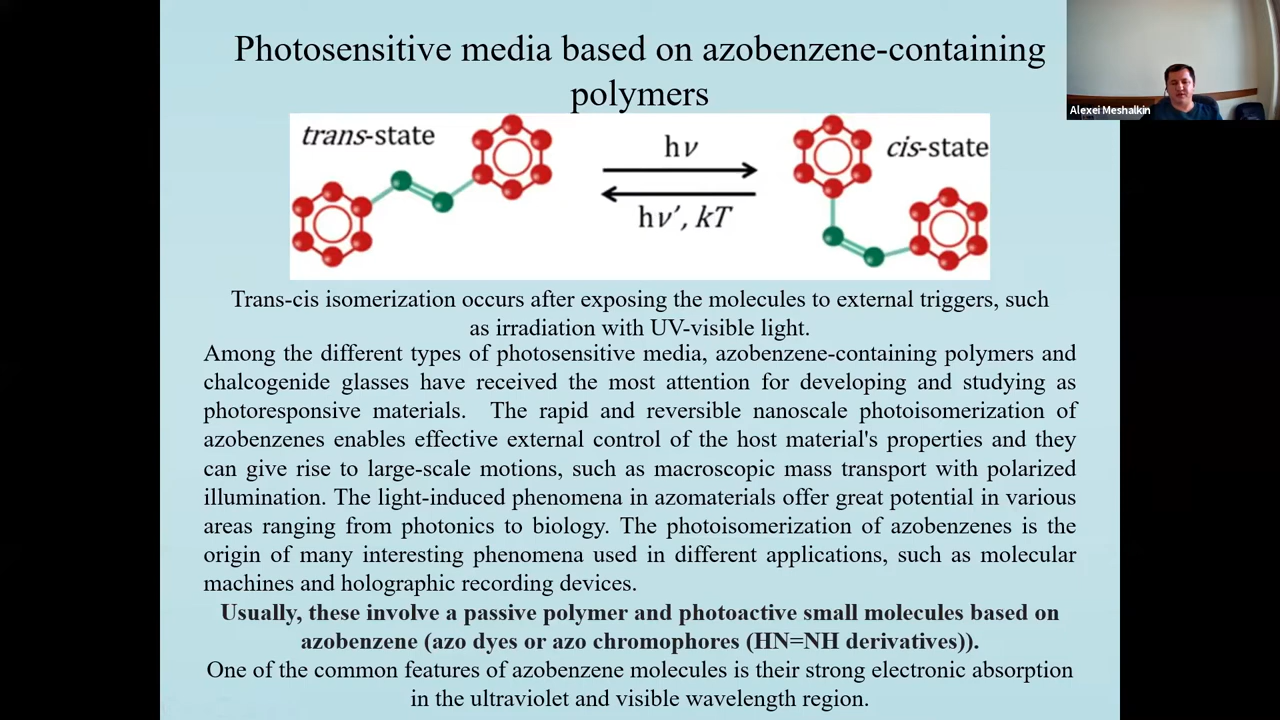 Photosensitive media based on azobenzene-containing
polymers
Alexei Meshalkin
trans-state
hν
hν′, kT
cis-state
Trans-cis isomerization occurs after exposing the molecules to external triggers, such
as irradiation with UV-visible light.
Among the different types of photosensitive media, azobenzene-containing polymers and
chalcogenide glasses have received the most attention for developing and studying as
photoresponsive materials. The rapid and reversible nanoscale photoisomerization of
azobenzenes enables effective external control of the host material's properties and they
can give rise to large-scale motions, such as macroscopic mass transport with polarized
illumination. The light-induced phenomena in azomaterials offer great potential in various
areas ranging from photonics to biology. The photoisomerization of azobenzenes is the
origin of many interesting phenomena used in different applications, such as molecular
machines and holographic recording devices.
Usually, these involve a passive polymer and photoactive small molecules based on
azobenzene (azo dyes or azo chromophores (HN=NH derivatives)).
One of the common features of azobenzene molecules is their strong electronic absorption
in the ultraviolet and visible wavelength region.